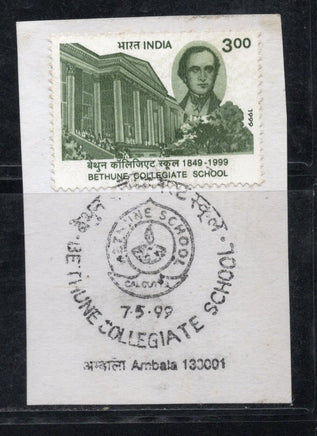 भारत INDIA 3.00
1999
बेथुन कॉलिजिएट स्कूल 1849-1999
BETHUNE COLLEGIATE SCHOOL
स्कूल
BETHUNE SCHOOL
CALCUTTA
7-5-99
BETHUNE COLLEGIATE SCHOOL
अम्बाला Ambala 133001